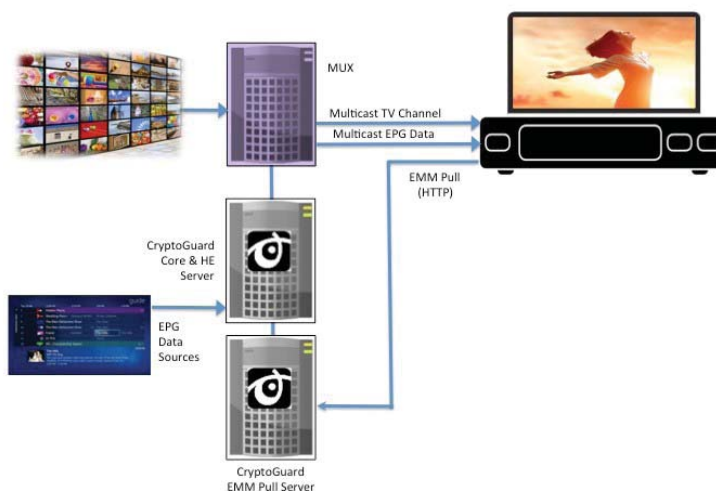 MUX
Multicast TV Channel
Multicast EPG Data
EMM Pull
(HTTP)
CryptoGuard
Core & HE
Server
guide
EPG
Data
Sources
CryptoGuard
EMM Pull Server